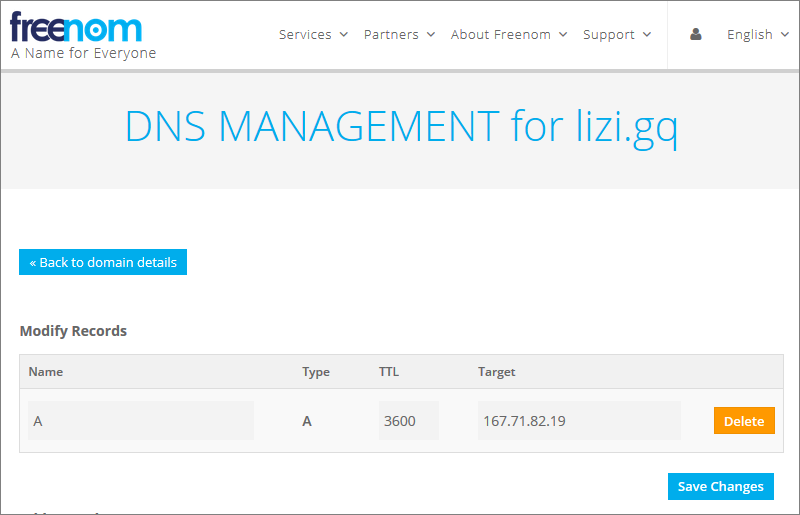 freenom
A Name for Everyone
Services Partners About Freenom Support English
DNS MANAGEMENT for lizi.gq
« Back to domain details
Modify Records
Name Type TTL Target
A A 3600 167.71.82.19 Delete
Save Changes